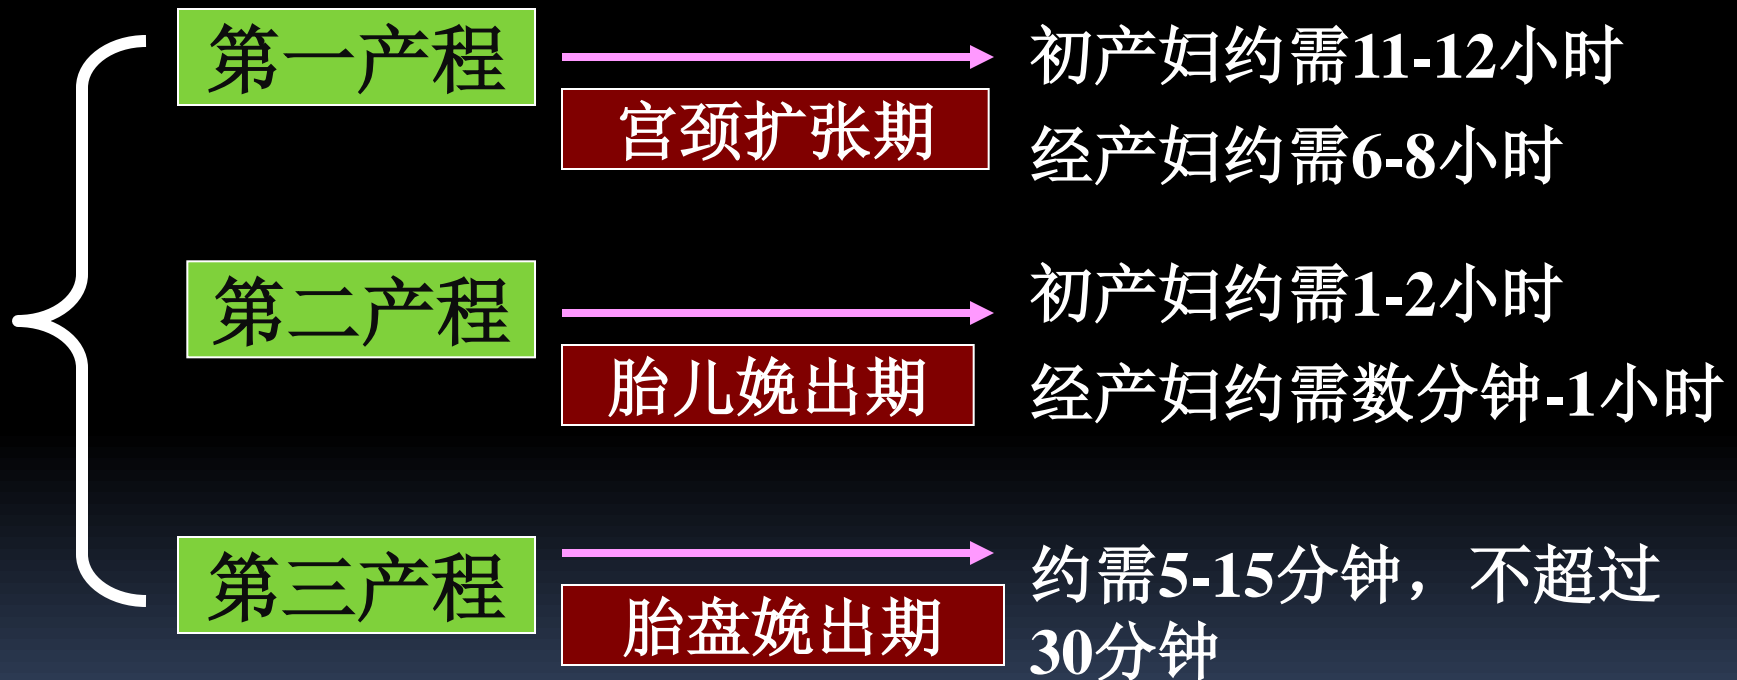 第一产程
初产妇约需11-12小时
宫颈扩张期
经产妇约需6-8小时
第二产程
初产妇约需1-2小时
胎儿娩出期
经产妇约需数分钟-1小时
第三产程
约需5-15分钟，不超过
胎盘娩出期
30分钟